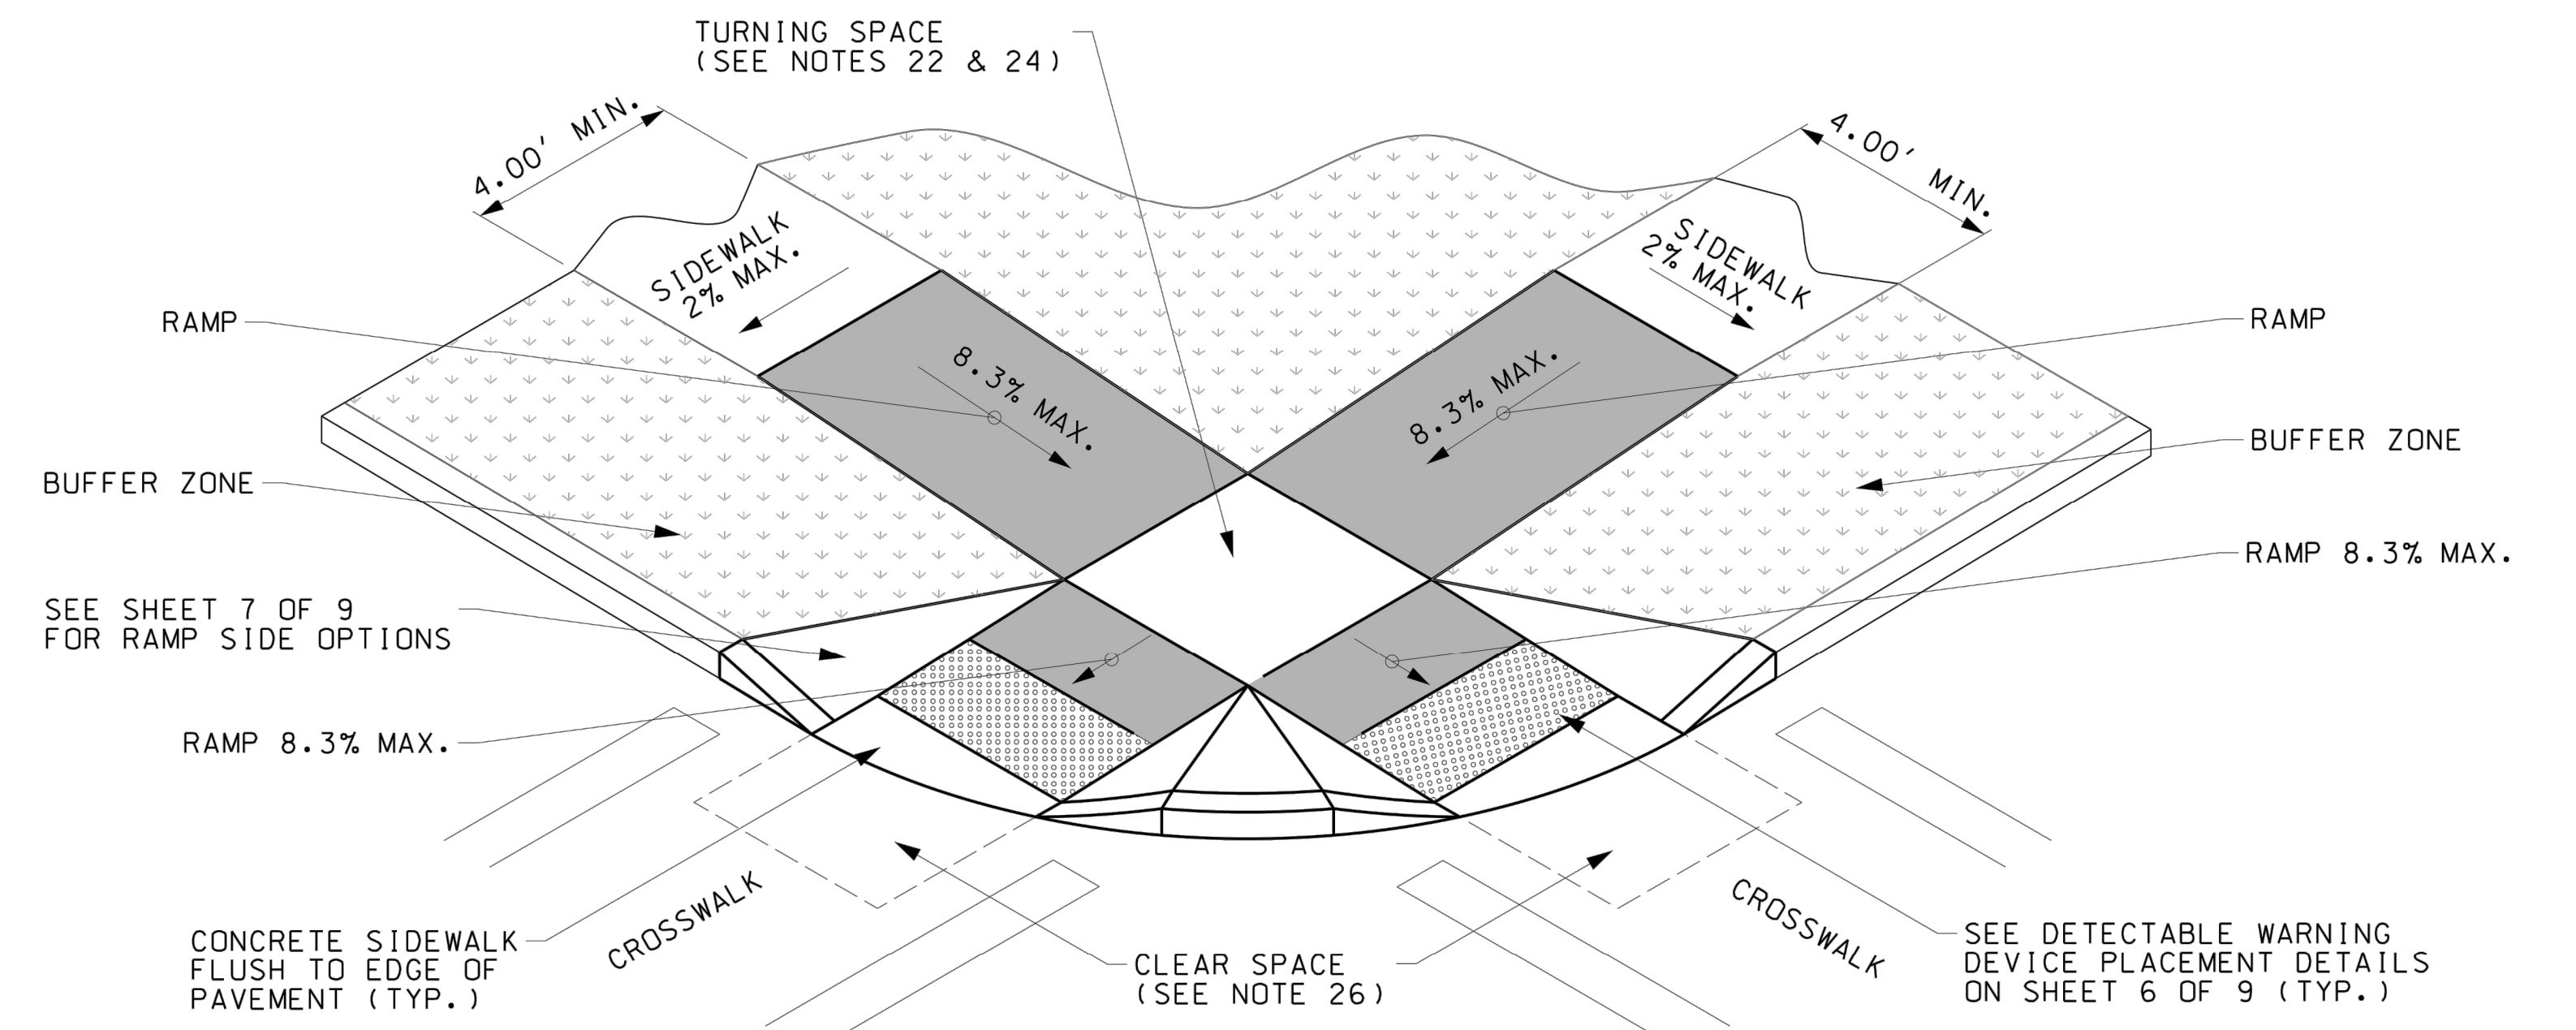 TURNING SPACE
(SEE NOTES 22 & 24)
4.00' MIN.
4.00' MIN.
SIDEWALK
2% MAX.
SIDEWALK
2% MAX.
RAMP
RAMP
8.3% MAX.
8.3% MAX.
BUFFER ZONE
BUFFER ZONE
RAMP 8.3% MAX.
SEE SHEET 7 OF 9
FOR RAMP SIDE OPTIONS
RAMP 8.3% MAX.
CONCRETE SIDEWALK
FLUSH TO EDGE OF
PAVEMENT (TYP.)
CROSSWALK
CLEAR SPACE
(SEE NOTE 26)
CROSSWALK
SEE DETECTABLE WARNING
DEVICE PLACEMENT DETAILS
ON SHEET 6 OF 9 (TYP.)